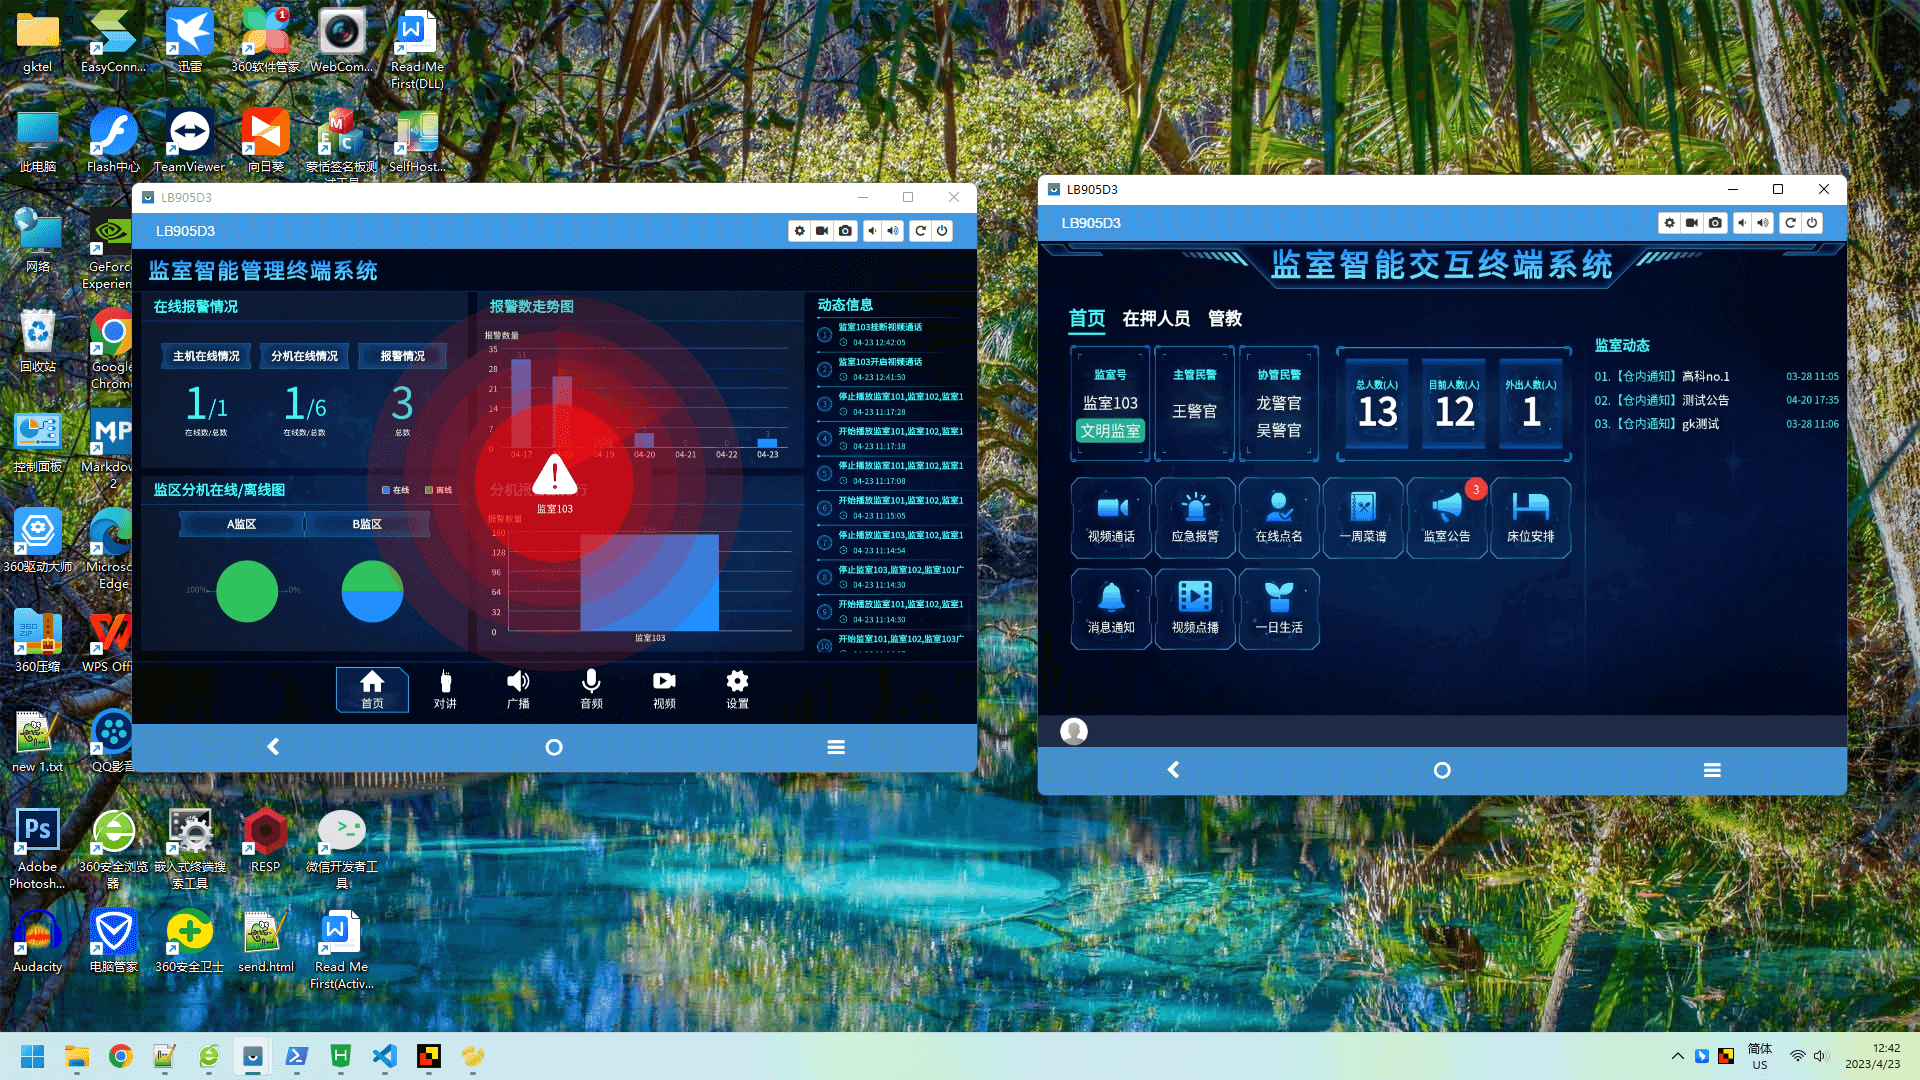 gktel
EasyConn...
迅雷
360软件管家
1
WebCom...
Read Me
First(DLL)
此电脑
Flash中心
TeamViewer
向日葵
蒙恬签名板测
SelfHost...
网络
GeForce
Experien
回收站
Google
Chrom
控制面板
Markdow
2
360驱动大师
Microso
Edge
360压缩
WPS Offi
new 1.txt
QQ影音
Adobe
Photosh...
360安全浏览
器
嵌入式终端搜
索工具
iRESP
微信开发者工
具
Audacity
电脑管家
360安全卫士
send.html
Read Me
First(Activ...
LB905D3
LB905D3
监室智能管理终端系统
在线报警情况
主机在线情况
分机在线情况
报警情况
1/1
1/6
3
在线数/总数
在线数/总数
总数
监区分机在线/离线图
在线
离线
A监区
B监区
100%
0%
报警数走势图
报警数量
35
28
21
14
7
0
04-17
04-19
04-20
04-21
04-22
04-23
监室103
报警数量
160
128
96
64
32
0
155
监室103
动态信息
1 监室103挂断视频通话
04-23 12:42:05
2 监室103开启视频通话
04-23 12:41:50
3 停止播放监室101,监室102,监室1
04-23 11:17:28
4 开始播放监室101,监室102,监室1
04-23 11:17:18
5 停止播放监室101,监室102,监室1
04-23 11:17:08
6 开始播放监室101,监室102,监室1
04-23 11:15:05
7 停止播放监室103,监室102,监室1
04-23 11:14:54
8 停止监室103,监室102,监室101广
04-23 11:14:30
9 开始播放监室101,监室102,监室1
04-23 11:14:30
10 开始监室101,监室102,监室103广
首页
对讲
广播
音频
视频
设置
LB905D3
LB905D3
监室智能交互终端系统
首页 在押人员 管教
监室号
监室103
文明监室
主管民警
王警官
协管民警
龙警官
吴警官
总人数(人)
13
目前人数(人)
12
外出人数(人)
1
监室动态
01.【仓内通知】高科no.1 03-28 11:05
02.【仓内通知】测试公告 04-20 17:35
03.【仓内通知】gk测试 03-28 11:06
视频通话
应急报警
在线点名
一周菜谱
3
监室公告
床位安排
消息通知
视频点播
一日生活
简体
US
12:42
2023/4/23